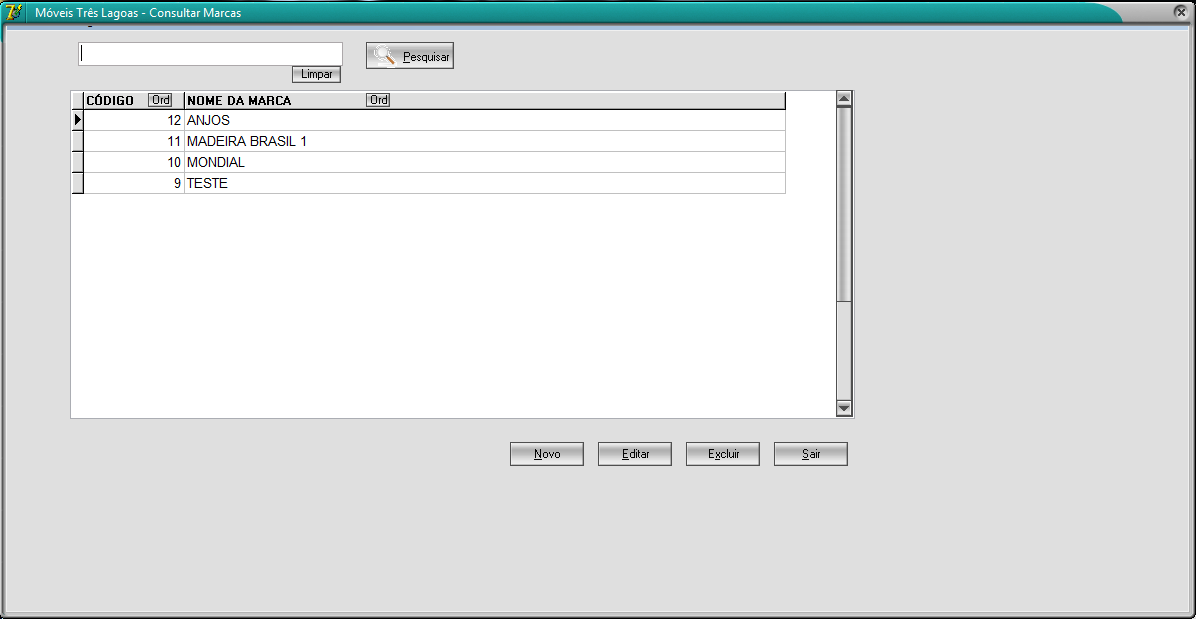 Móveis Três Lagoas - Consultar Marcas
Pesquisar
Limpar
CÓDIGO Ord NOME DA MARCA Ord
12 ANJOS
11 MADEIRA BRASIL 1
10 MONDIAL
9 TESTE
Novo Editar Excluir Sair